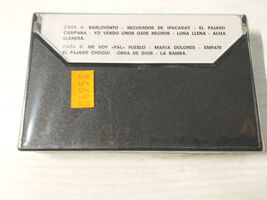 CARA A: BARLOVENTO - RECUERDOS DE IPACARAY - EL PAJARO
CAMPANA - YO VENDO UNOS OJOS NEGROS - LUNA LLENA - ALMA
LLANERA.
CARA B: ME VOY «PAL» PUEBLO - MARIA DOLORES - EMPATE
EL PAJARO CHOGUI -OBRA DE DIOS - LA BAMBA.